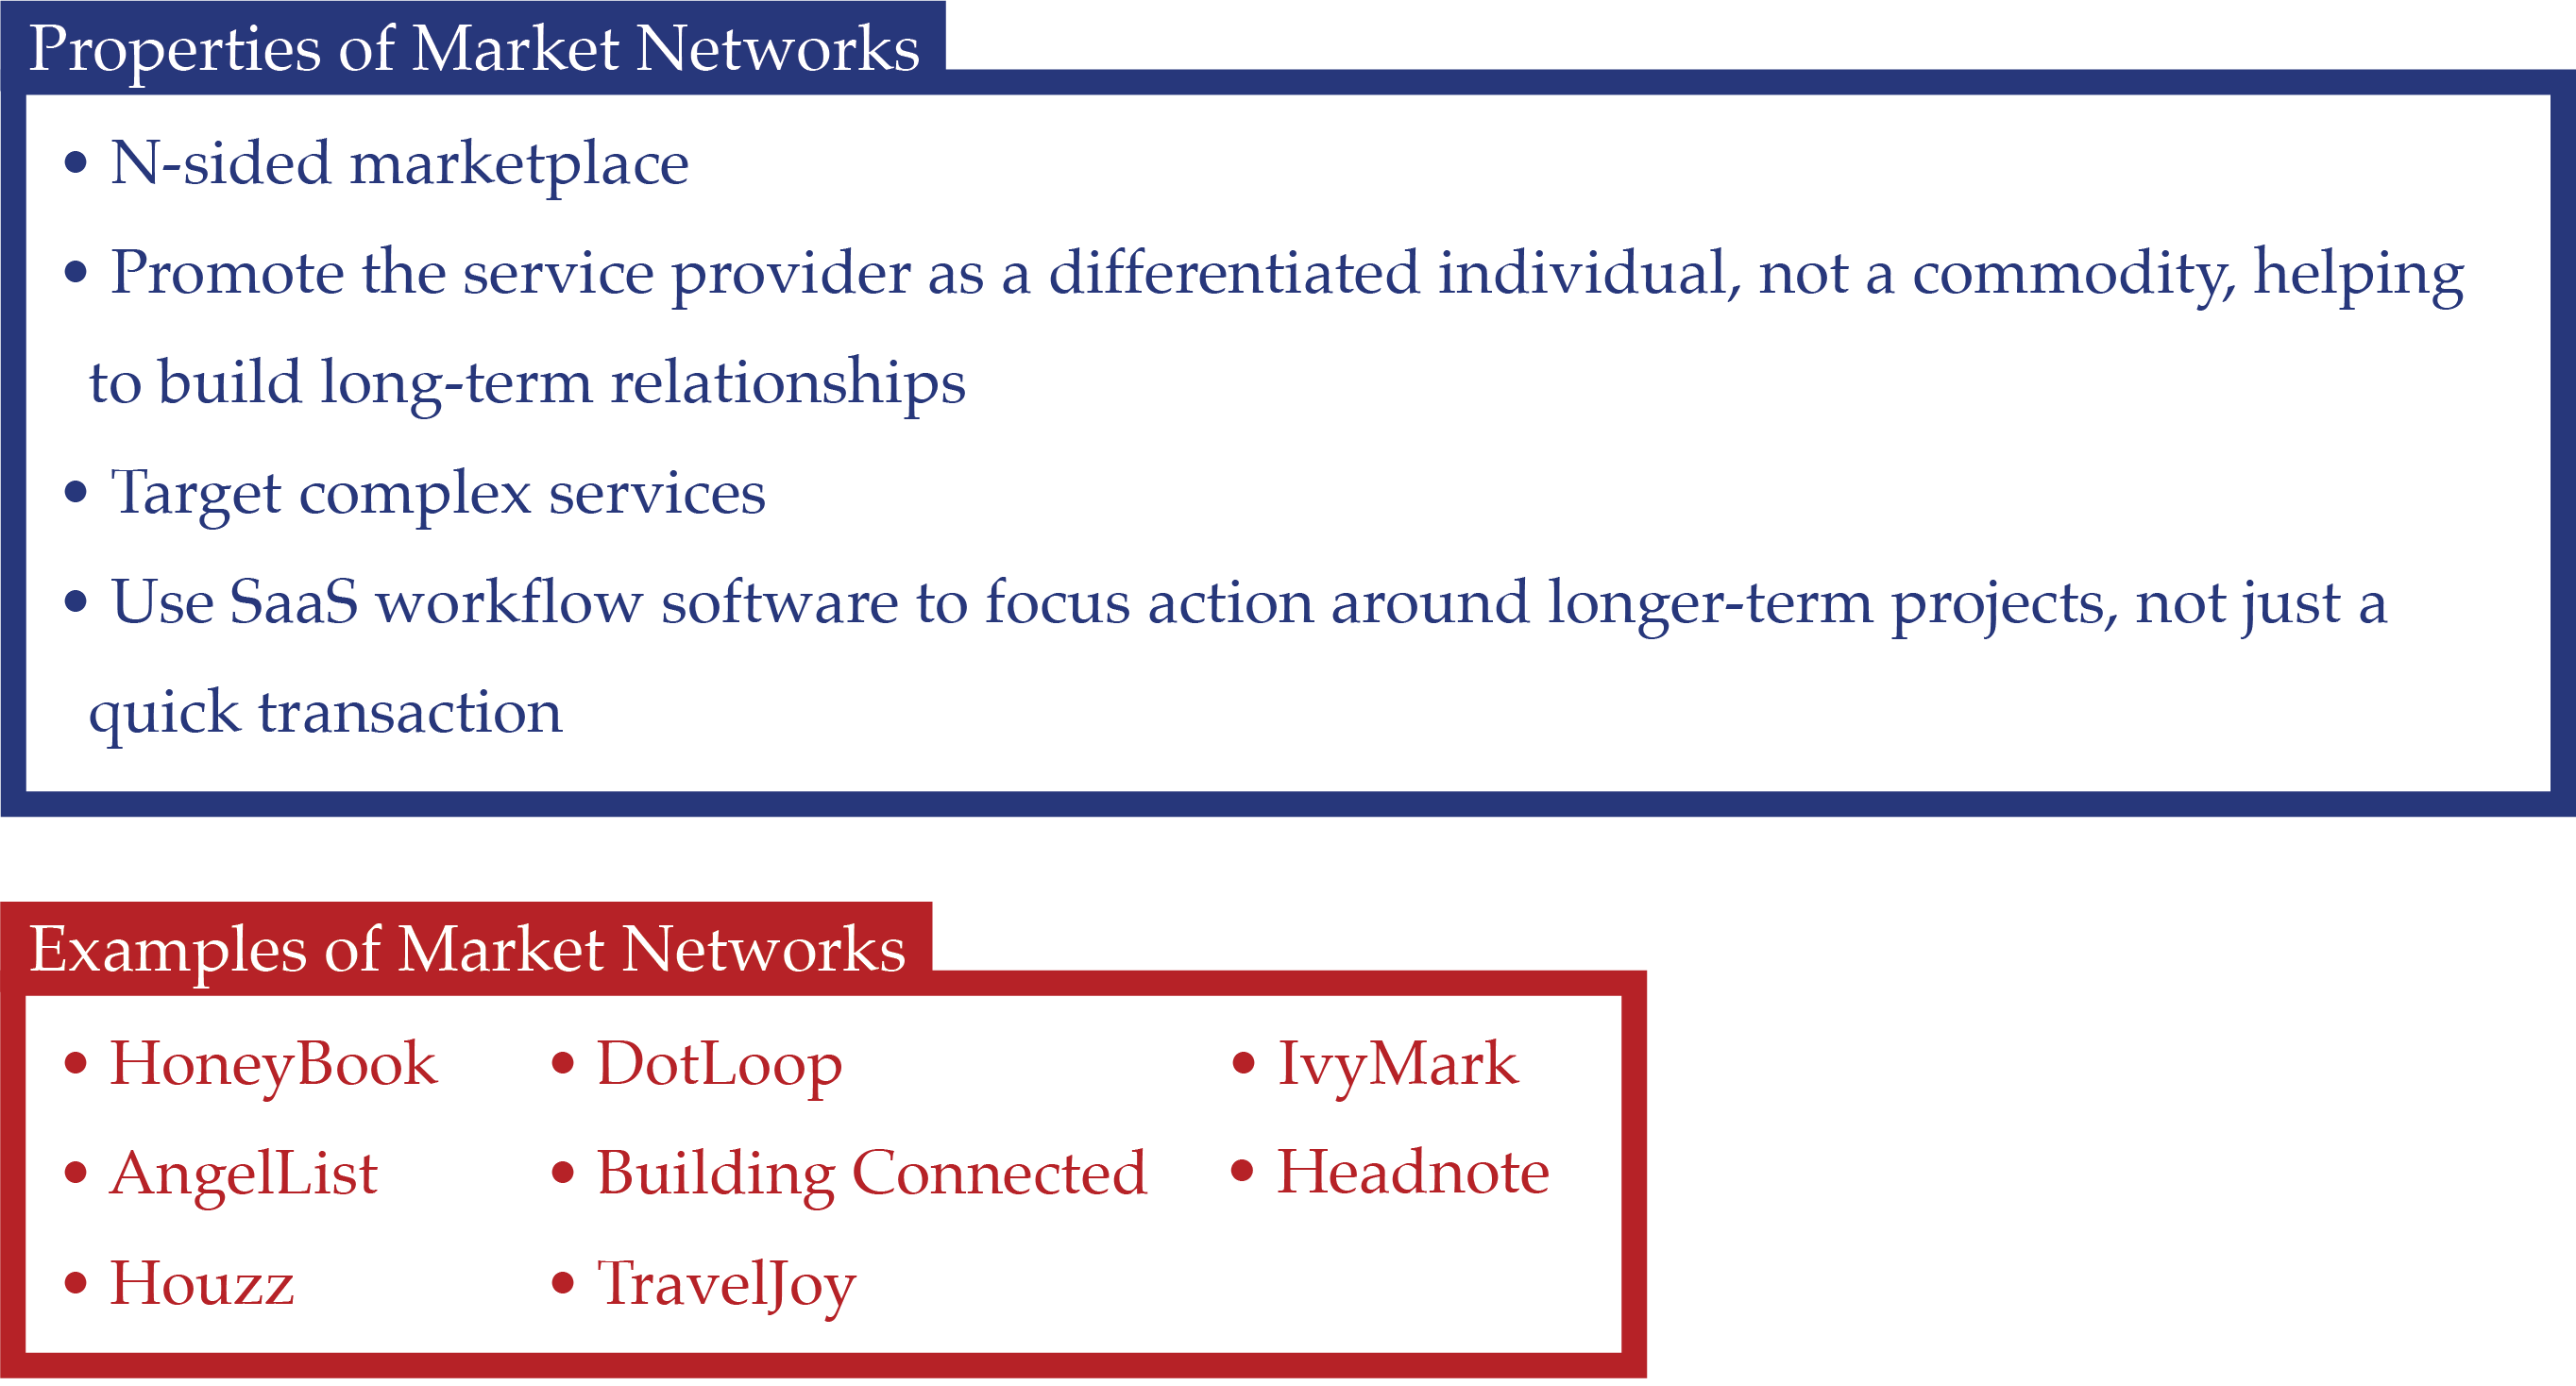 Properties of Market Networks
• N-sided marketplace
• Promote the service provider as a differentiated individual, not a commodity, helping
to build long-term relationships
• Target complex services
• Use SaaS workflow software to focus action around longer-term projects, not just a
quick transaction
Examples of Market Networks
• HoneyBook
• AngelList
• Houzz
• DotLoop
• Building Connected
• TravelJoy
• IvyMark
• Headnote